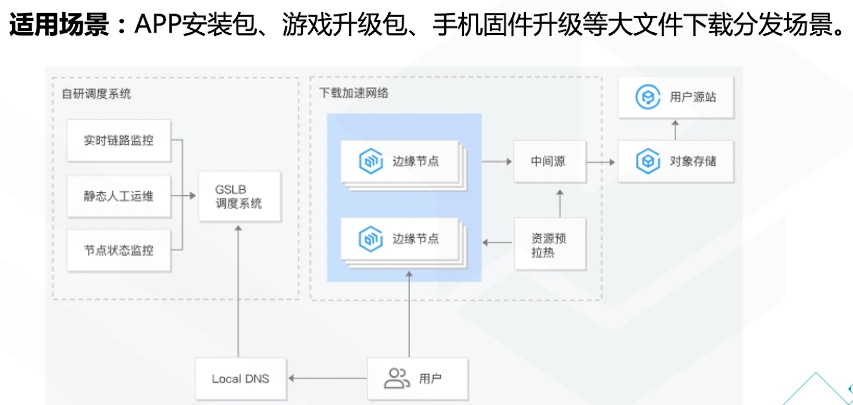 适用场景：APP安装包、游戏升级包、手机固件升级等大文件下载分发场景。
自研调度系统
实时链路监控
静态人工运维
节点状态监控
GSLB
调度系统
下载加速网络
边缘节点
边缘节点
中间源
资源预
拉热
用户源站
对象存储
Local DNS
用户